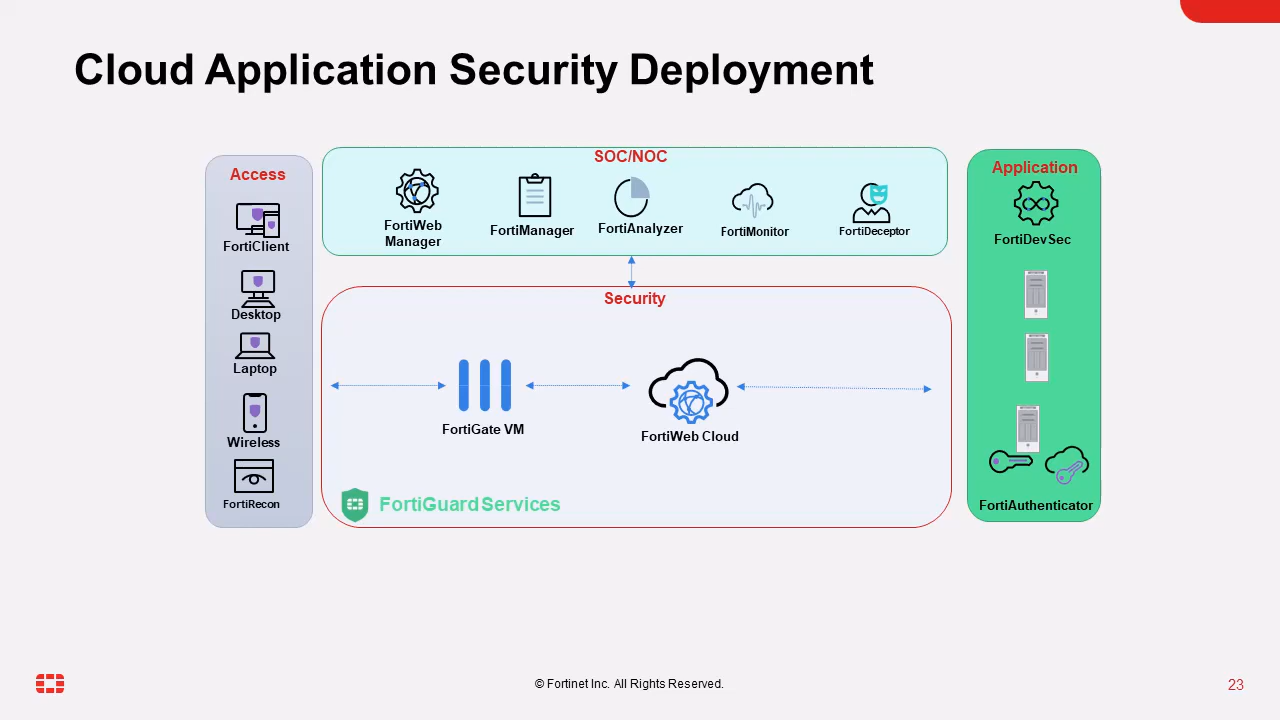 Cloud Application Security Deployment
Access
FortiClient
Desktop
Laptop
Wireless
FortiRecon
SOC/NOC
FortiWeb
Manager
FortiManager
FortiAnalyzer
FortiMonitor
FortiDeceptor
Security
FortiGate VM
FortiWeb Cloud
FortiGuard Services
Application
FortiDevSec
FortiAuthenticator
© Fortinet Inc. All Rights Reserved.
23